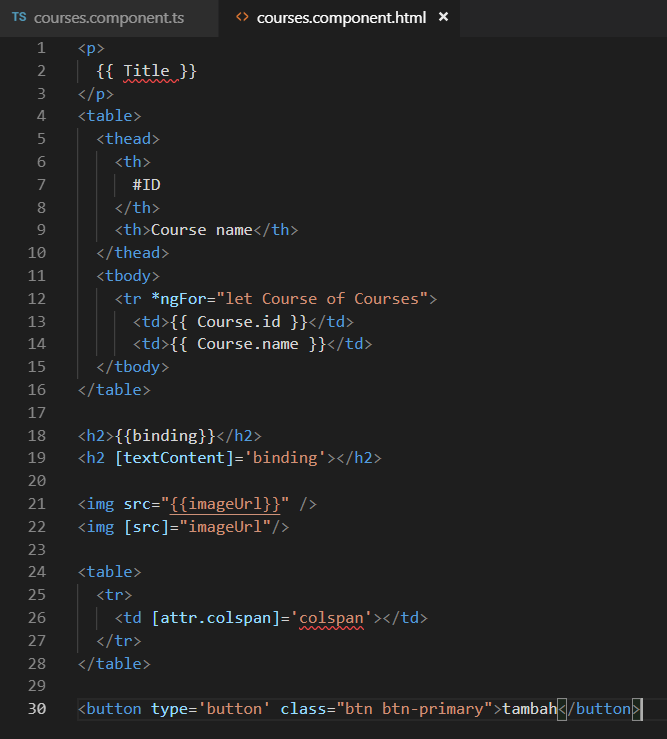 TS courses.component.ts <> courses.component.html ×
1 <p>
2 {{ Title }}
3 </p>
4 <table>
5 <thead>
6 <th>
7 #ID
8 </th>
9 <th>Course name</th>
10 </thead>
11 <tbody>
12 <tr *ngFor="let Course of Courses">
13 <td>{{ Course.id }}</td>
14 <td>{{ Course.name }}</td>
15 </tbody>
16 </table>
17
18 <h2>{{binding}}</h2>
19 <h2 [textContent]='binding'></h2>
20
21 <img src="{{imageUrl}}" />
22 <img [src]="imageUrl"/>
23
24 <table>
25 <tr>
26 <td [attr.colspan]='colspan'></td>
27 </tr>
28 </table>
29
30 <button type='button' class="btn btn-primary">tambah</button>